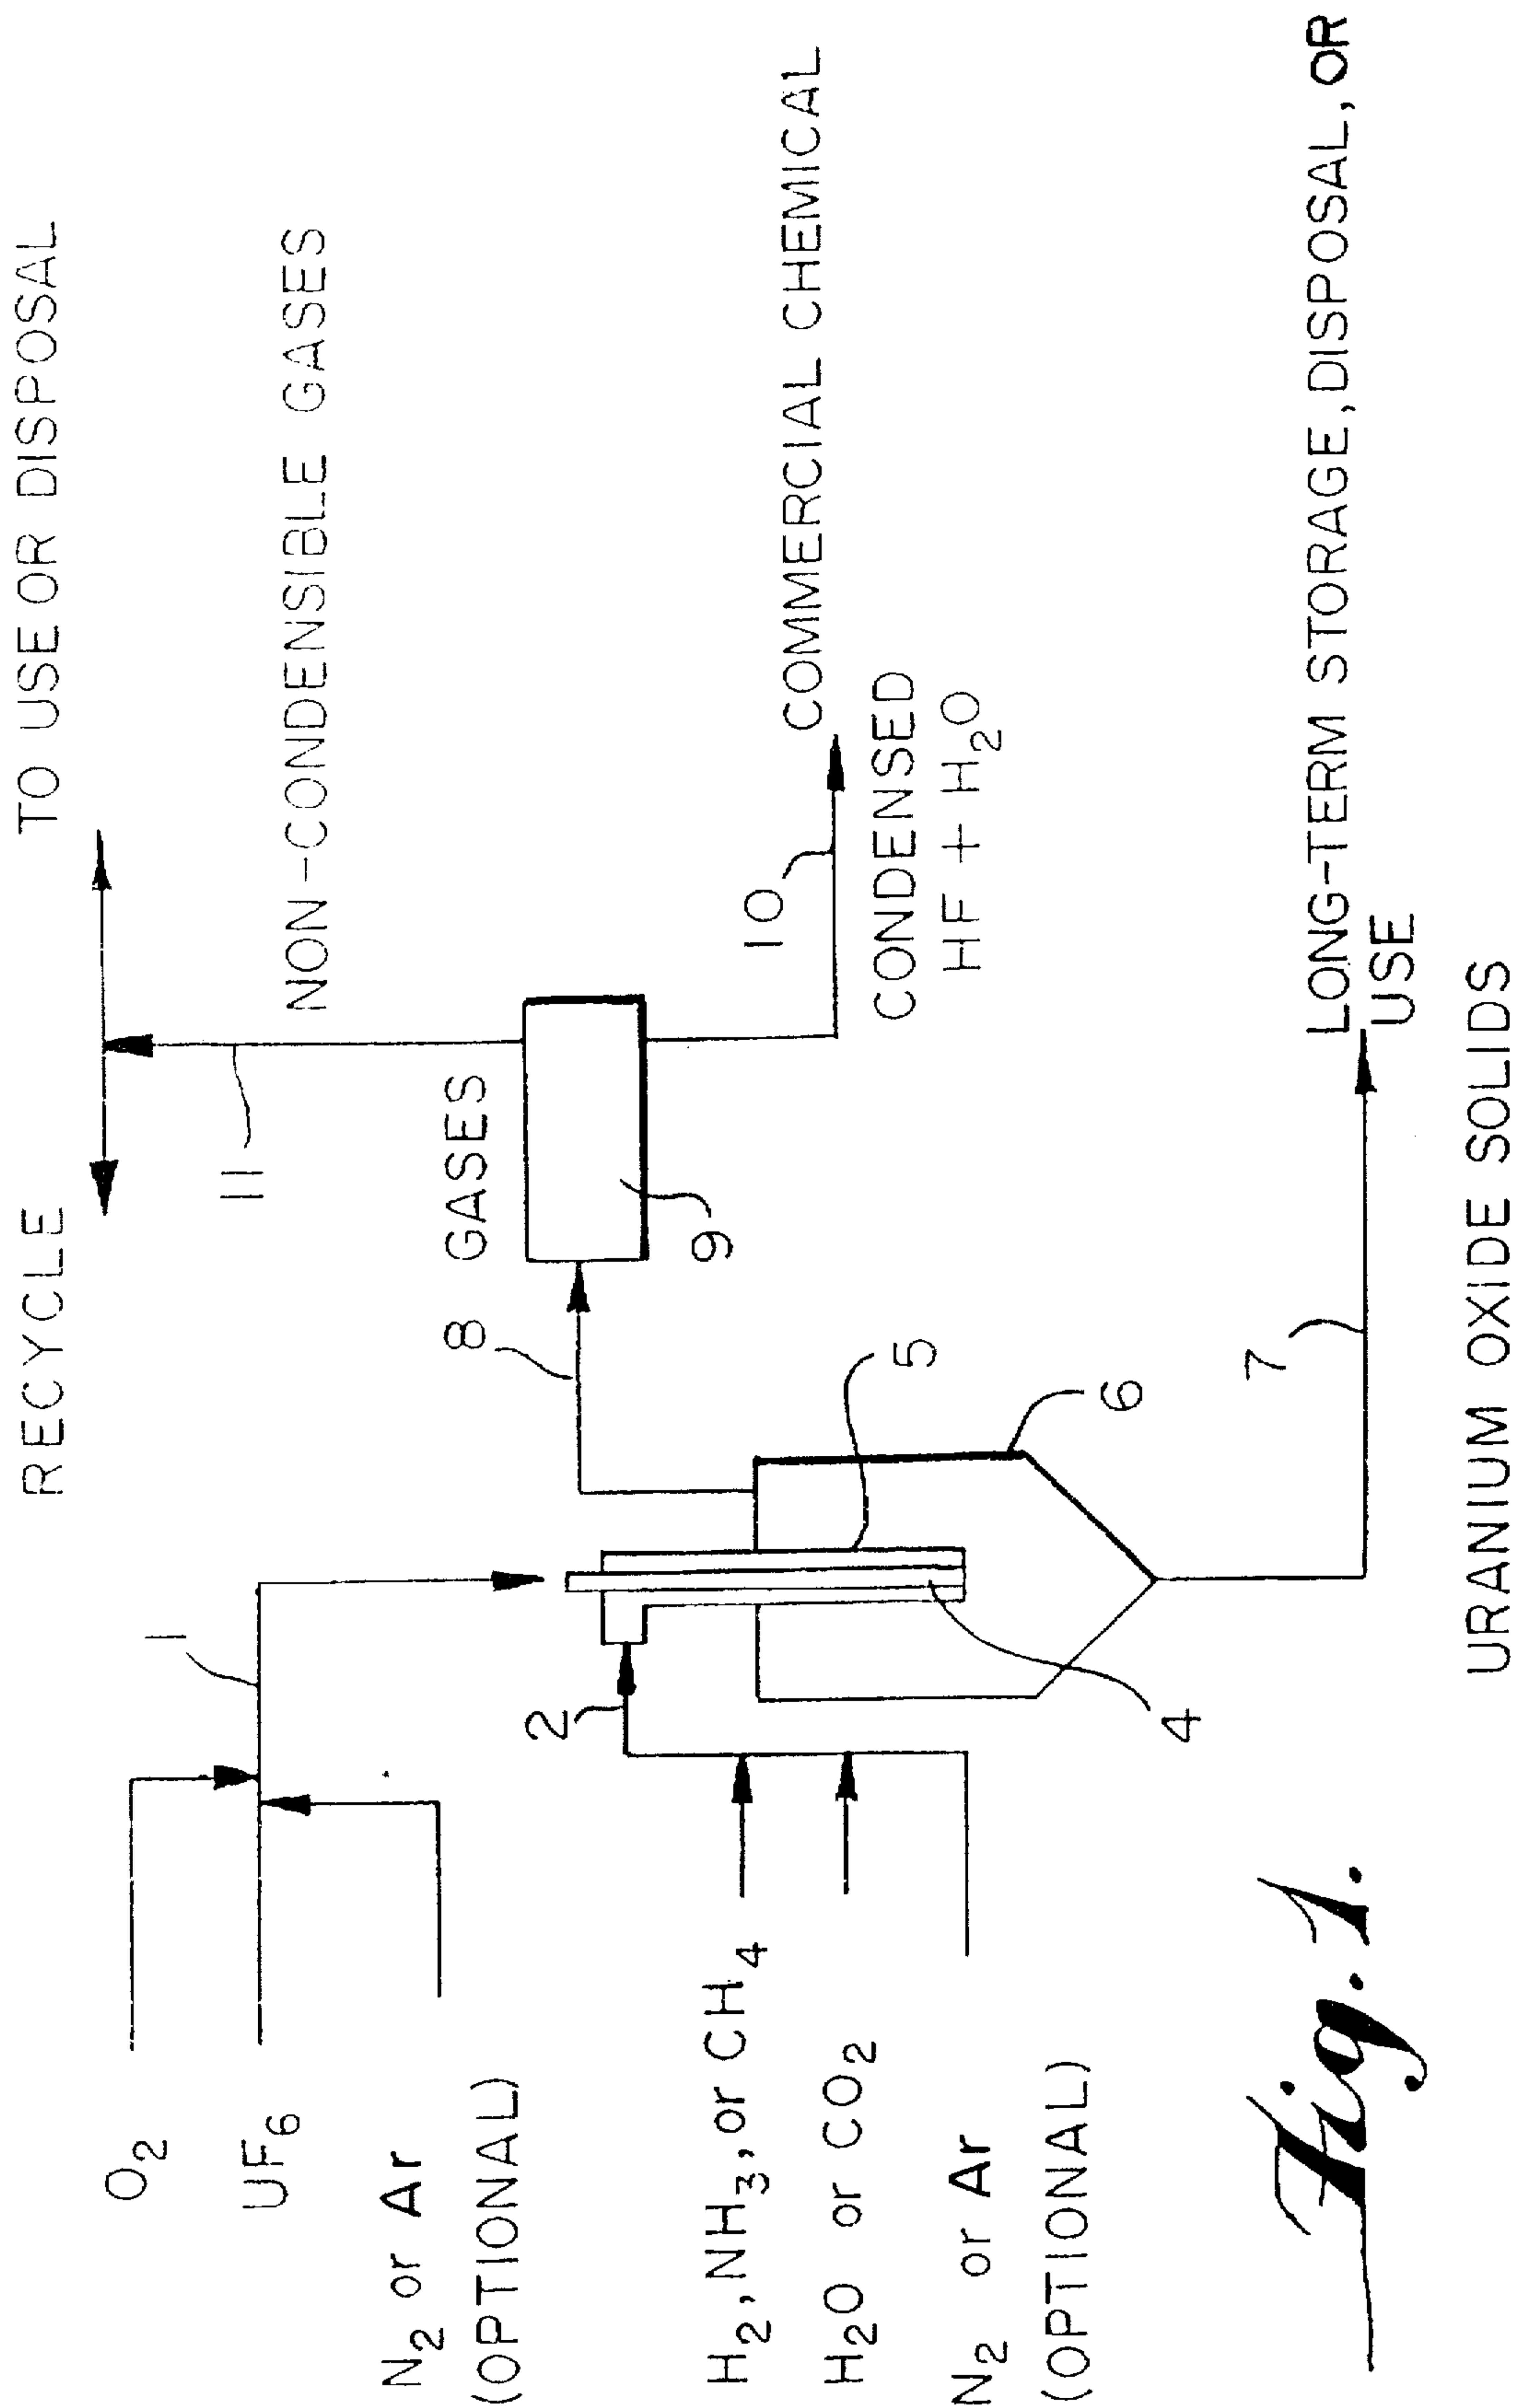 RECYCLE
TO USE OR DISPOSAL
O2
1
11
NON-CONDENSIBLE GASES
UF6
N2 or Ar
(OPTIONAL)
8
GASES
2
9
H2, NH3, or CH4
10
COMMERCIAL CHEMICAL
H2O or CO2
5
CONDENSED
HF + H2O
N2 or Ar
(OPTIONAL)
6
4
7
LONG-TERM STORAGE, DISPOSAL, OR
USE
URANIUM OXIDE SOLIDS
Fig. 1.